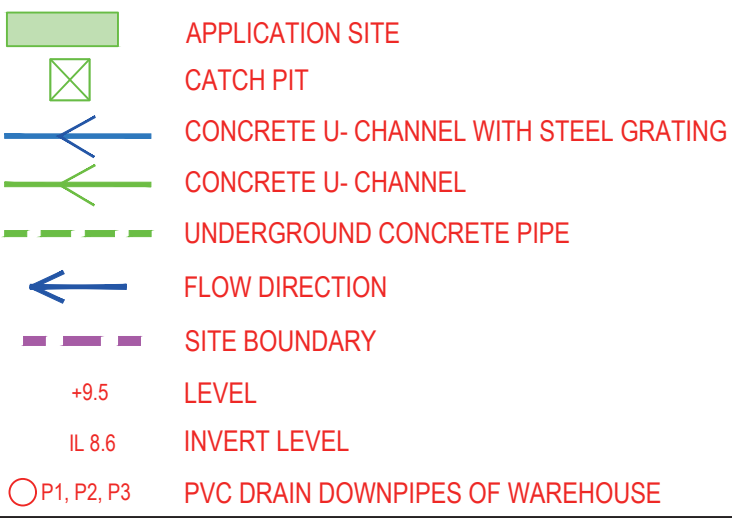 APPLICATION SITE
CATCH PIT
CONCRETE U- CHANNEL WITH STEEL GRATING
CONCRETE U- CHANNEL
UNDERGROUND CONCRETE PIPE
FLOW DIRECTION
SITE BOUNDARY
+9.5 LEVEL
IL 8.6 INVERT LEVEL
P1, P2, P3 PVC DRAIN DOWNPIPES OF WAREHOUSE